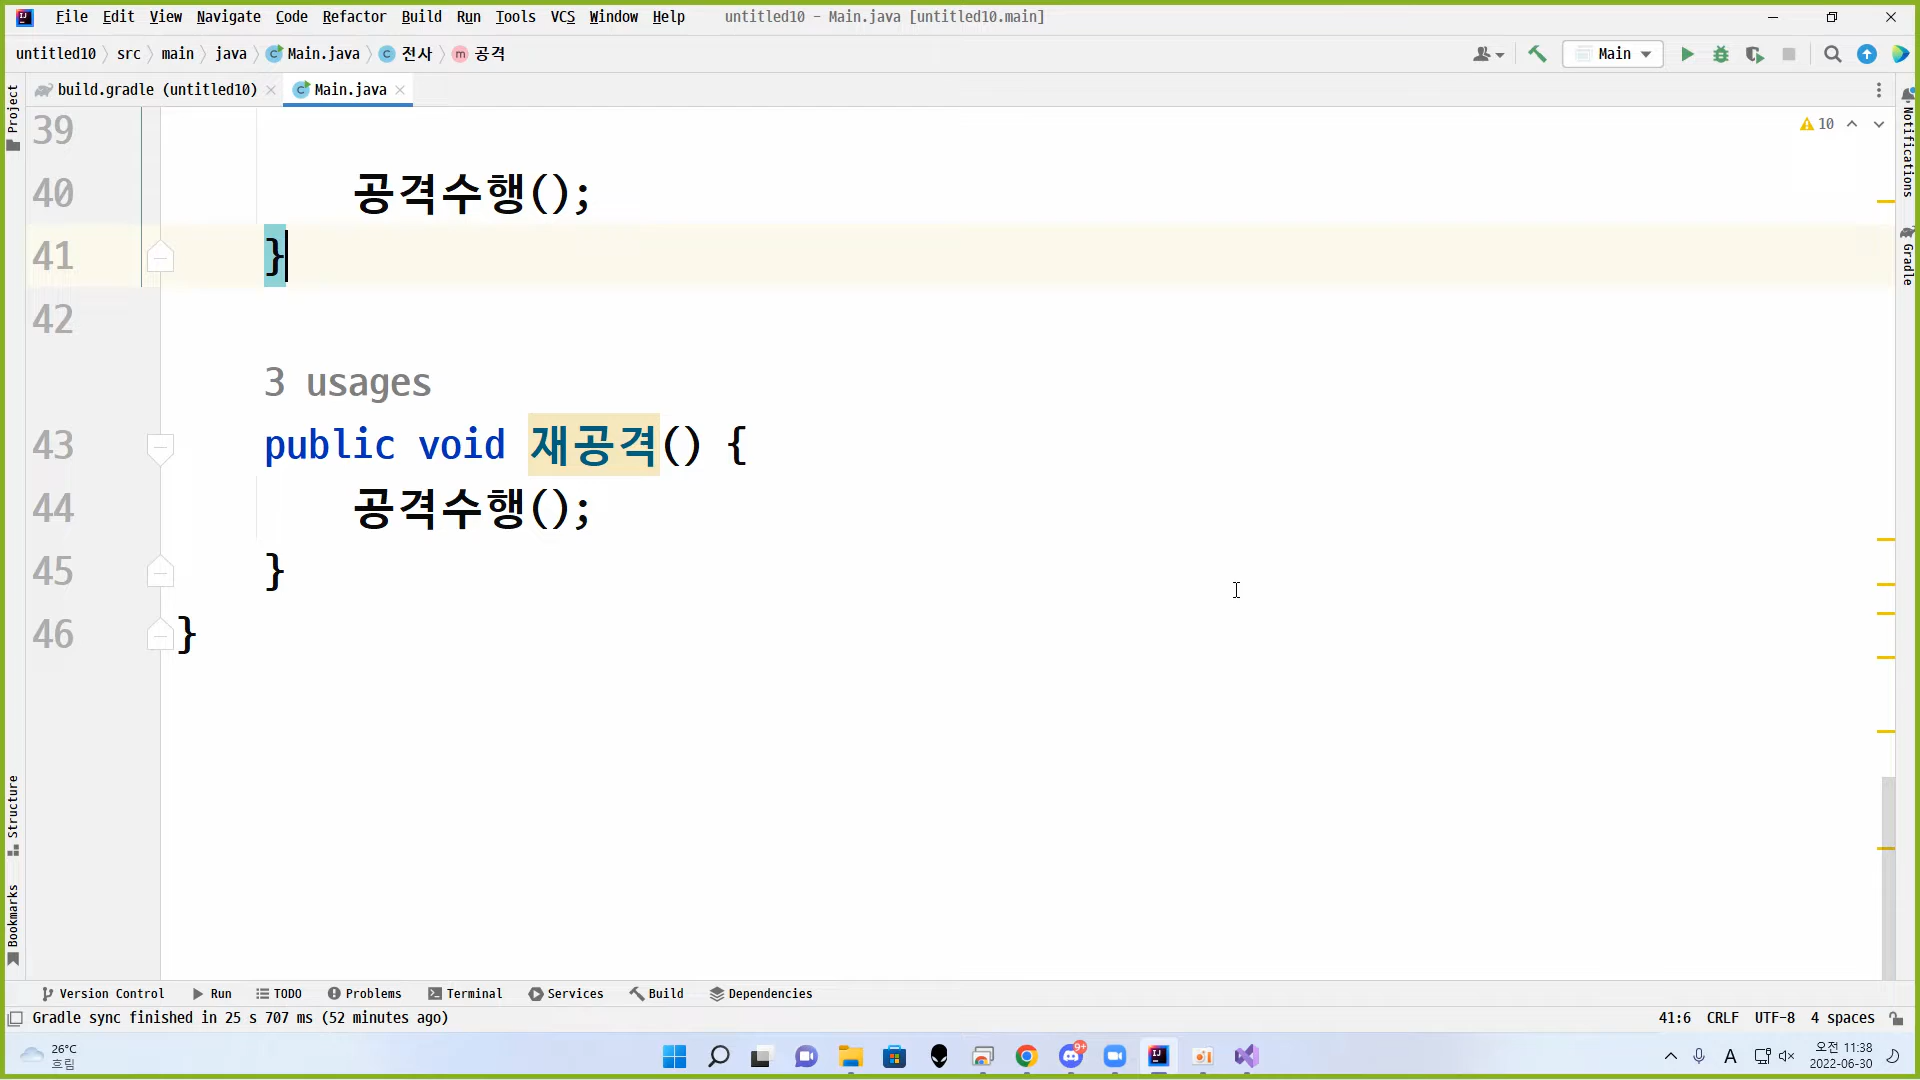 File Edit View Navigate Code Refactor Build Run Tools VCS Window Help untitled10 - Main.java [untitled10.main]
untitled10 src main java Main.java 전사 공격 Main
build.gradle (untitled10) Main.java
Project
Notifications
Gradle
10
39
40 공격수행();
41 }
42
3 usages
43 public void 재공격() {
44 공격수행();
45 }
46 }
Structure
Bookmarks
Version Control Run TODO Problems Terminal Services Build Dependencies
Gradle sync finished in 25 s 707 ms (52 minutes ago) 41:6 CRLF UTF-8 4 spaces
26°C
흐림
9+
A
오전 11:38
2022-06-30